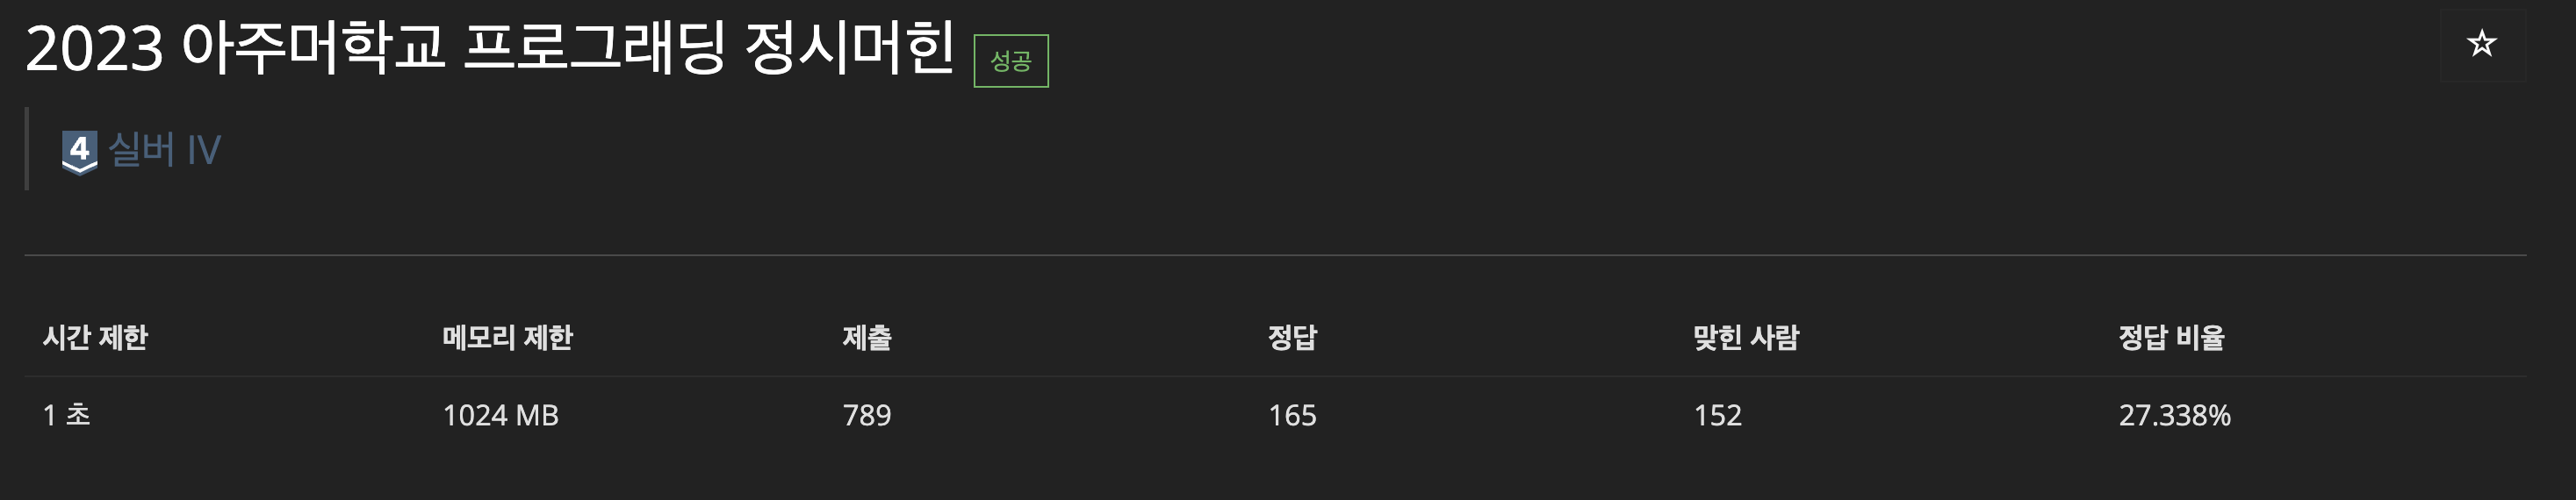 2023 아주머학교 프로그래딩 정시머힌 성공
4 실버 IV
시간 제한 메모리 제한 제출 정답 맞힌 사람 정답 비율
1 초 1024 MB 789 165 152 27.338%